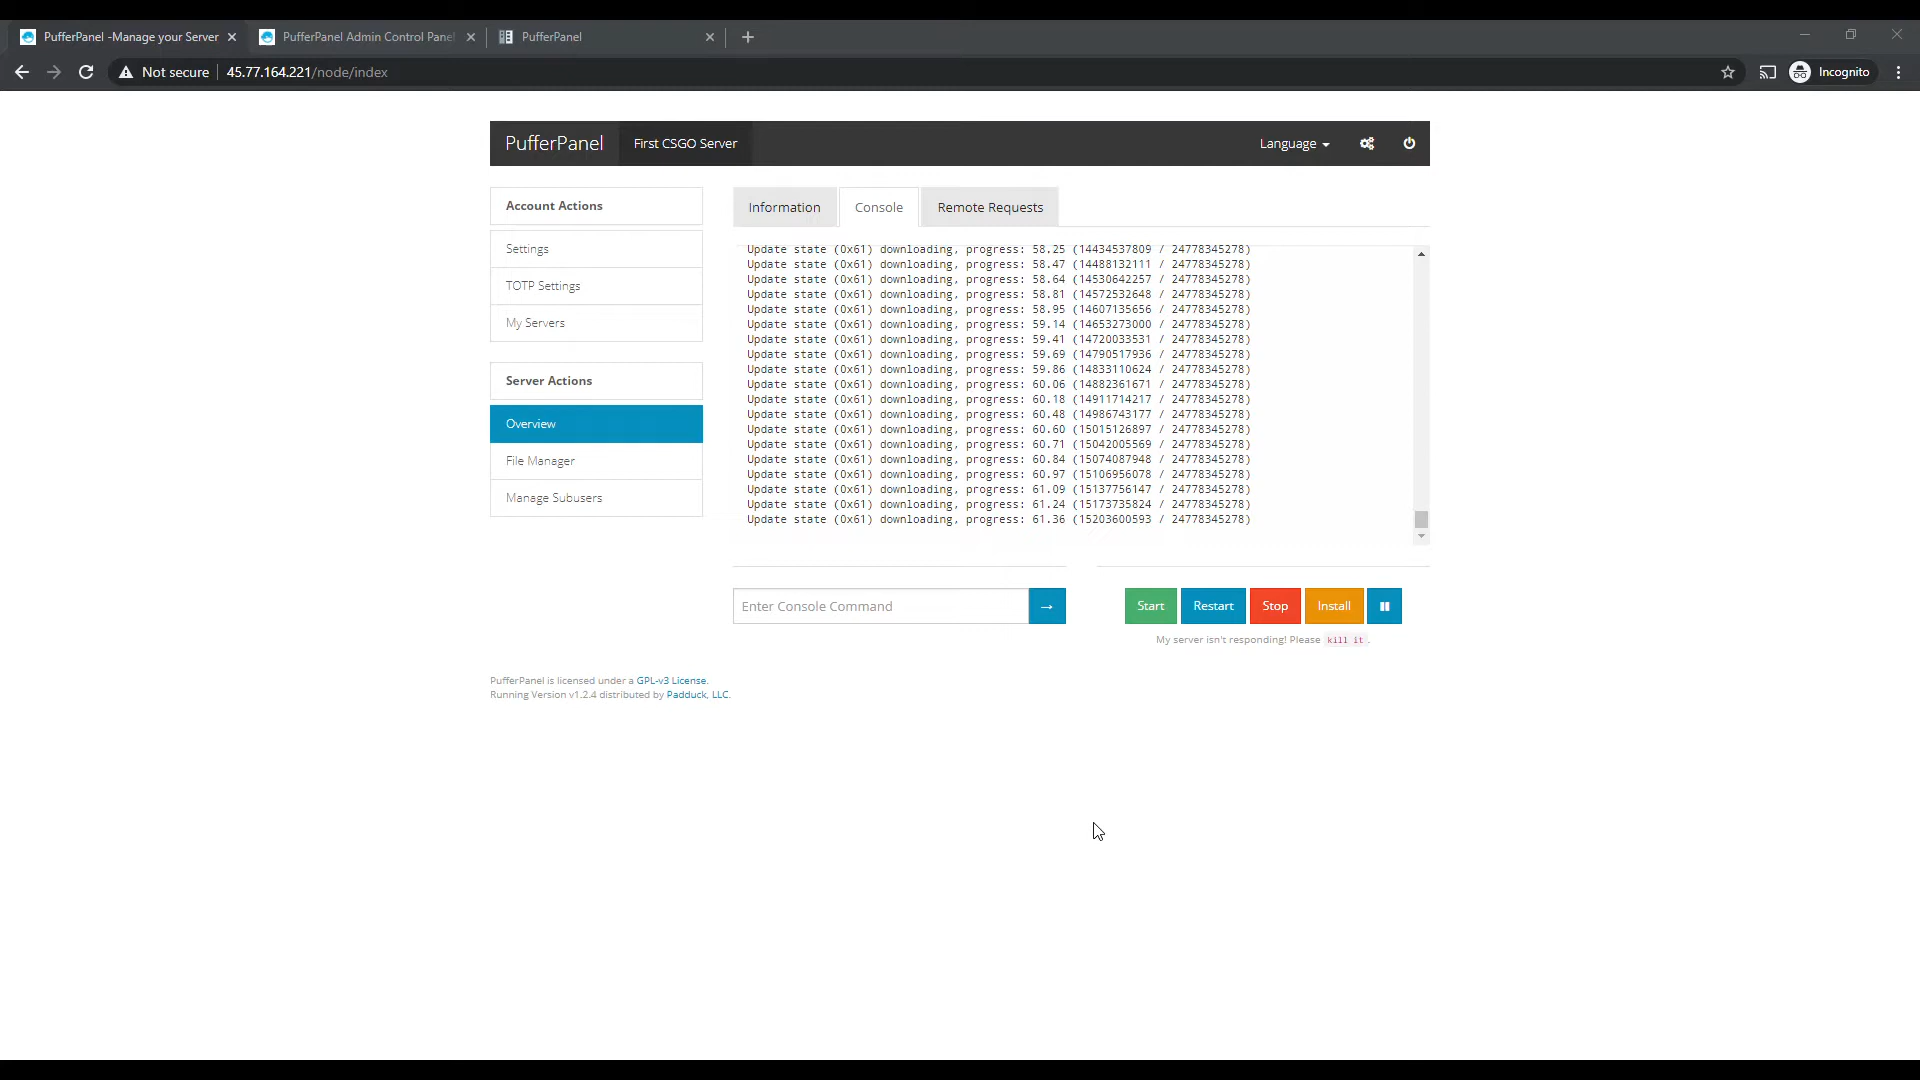 PufferPanel -Manage your Server
PufferPanel Admin Control Pane
PufferPanel
Not secure
45.77.164.221/node/index
Incognito
PufferPanel
First CSGO Server
Language
Account Actions
Settings
TOTP Settings
My Servers
Server Actions
Overview
File Manager
Manage Subusers
Information
Console
Remote Requests
Update state (0x61) downloading, progress: 58.25 (14434537809 / 24778345278)
Update state (0x61) downloading, progress: 58.47 (14488132111 / 24778345278)
Update state (0x61) downloading, progress: 58.64 (14530642257 / 24778345278)
Update state (0x61) downloading, progress: 58.81 (14572532648 / 24778345278)
Update state (0x61) downloading, progress: 58.95 (14607135656 / 24778345278)
Update state (0x61) downloading, progress: 59.14 (14653273000 / 24778345278)
Update state (0x61) downloading, progress: 59.41 (14720033531 / 24778345278)
Update state (0x61) downloading, progress: 59.69 (14790517936 / 24778345278)
Update state (0x61) downloading, progress: 59.86 (14833110624 / 24778345278)
Update state (0x61) downloading, progress: 60.06 (14882361671 / 24778345278)
Update state (0x61) downloading, progress: 60.18 (14911714217 / 24778345278)
Update state (0x61) downloading, progress: 60.48 (14986743177 / 24778345278)
Update state (0x61) downloading, progress: 60.60 (15015126897 / 24778345278)
Update state (0x61) downloading, progress: 60.71 (15042005569 / 24778345278)
Update state (0x61) downloading, progress: 60.84 (15074087948 / 24778345278)
Update state (0x61) downloading, progress: 60.97 (15106956078 / 24778345278)
Update state (0x61) downloading, progress: 61.09 (15137756147 / 24778345278)
Update state (0x61) downloading, progress: 61.24 (15173735824 / 24778345278)
Update state (0x61) downloading, progress: 61.36 (15203600593 / 24778345278)
Enter Console Command
→
Start
Restart
Stop
Install
My server isn't responding! Please kill it.
PufferPanel is licensed under a GPL-v3 License.
Running Version v1.2.4 distributed by Padduck, LLC.